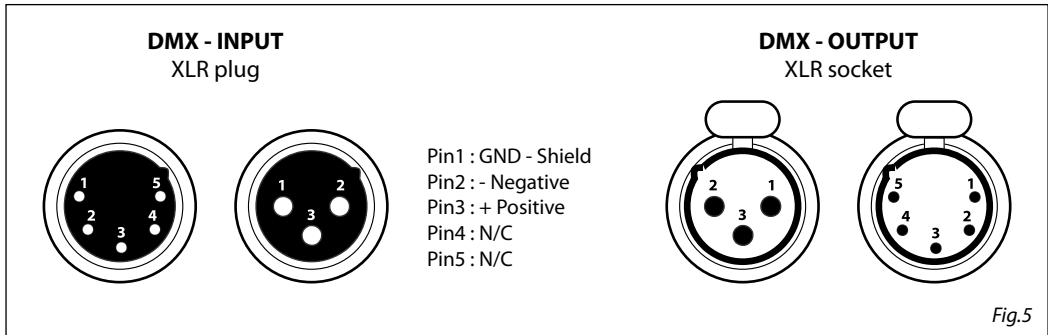 DMX - INPUT
XLR plug
1 5
2 4
3
1 2
3
Pin1 : GND - Shield
Pin2 : - Negative
Pin3 : + Positive
Pin4 : N/C
Pin5 : N/C
DMX - OUTPUT
XLR socket
2 1
3
5 1
4 2
3
Fig.5